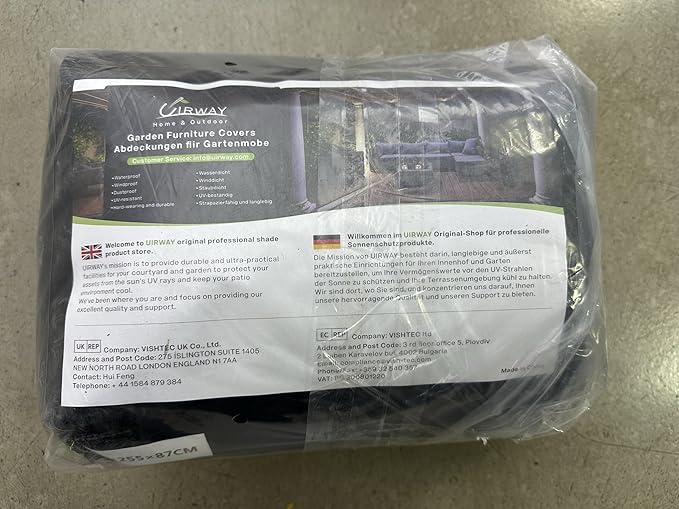 UIRWAY
Home & Outdoor
Garden Furniture Covers
Abdeckungen fiir Gartenmobe
Customer Service: info@uirway.com
•Waterproof
•Windproof
•Dustproof
•UV-resistant
•Hard-wearing and durable
•Wasserdicht
•Winddicht
•Staubdicht
•UV-beständig
•Strapazierfähig und langlebig
Welcome to UIRWAY original professional shade
product store.
UIRWAY's mission is to provide durable and ultra-practical
facilities for your courtyard and garden to protect your
assets from the sun's UV rays and keep your patio
environment cool.
We've been where you are and focus on providing our
excellent quality and support.
Willkommen im UIRWAY Original-Shop für professionelle
Sonnenschutzprodukte.
Die Mission von UIRWAY besteht darin, langlebige und äußerst
praktische Einrichtungen für Ihren Innenhof und Garten
bereitzustellen, um Ihre Vermögenswerte vor den UV-Strahlen
der Sonne zu schützen und Ihre Terrassenumgebung kühl zu halten.
Wir sind dort, wo Sie sind, und konzentrieren uns darauf, Ihnen
unsere hervorragende Qualität und unseren Support zu bieten.
UK REP Company: VISHTEC UK Co., Ltd.
Address and Post Code: 275 ISLINGTON SUITE 1405
NEW NORTH ROAD LONDON ENGLAND N1 7AA
Contact: Hui Feng
Telephone: + 44 1584 879 384
EC REP Company: VISHTEC ltd
Address and Post Code: 3 rd floor office 5, Plovdiv
2 Luben Karavelov bul, 4002 Bulgaria
Phone/Fax: +359 32 540 357
Made in
255×87CM